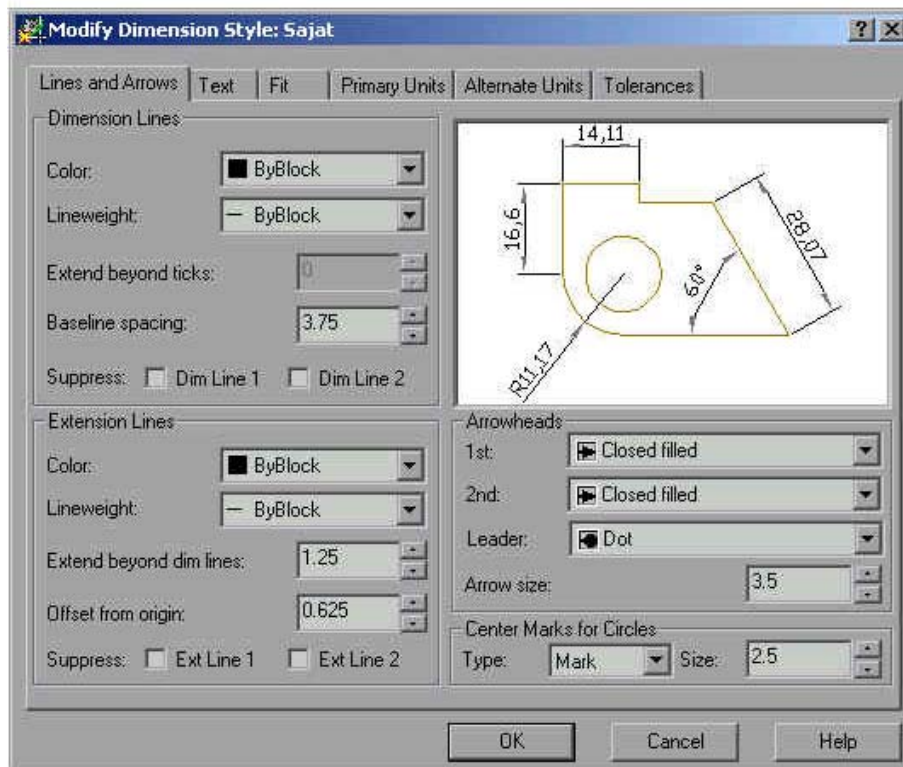 Modify Dimension Style: Sajat
Lines and Arrows Text Fit Primary Units Alternate Units Tolerances
Dimension Lines
Color: ByBlock
Lineweight: ByBlock
Extend beyond ticks: 0
Baseline spacing: 3.75
Suppress: Dim Line 1 Dim Line 2
14,11
16,6
28,07
60°
R11,17
Extension Lines
Color: ByBlock
Lineweight: ByBlock
Extend beyond dim lines: 1.25
Offset from origin: 0.625
Suppress: Ext Line 1 Ext Line 2
Arrowheads
1st: Closed filled
2nd: Closed filled
Leader: Dot
Arrow size: 3.5
Center Marks for Circles
Type: Mark Size: 2.5
OK Cancel Help